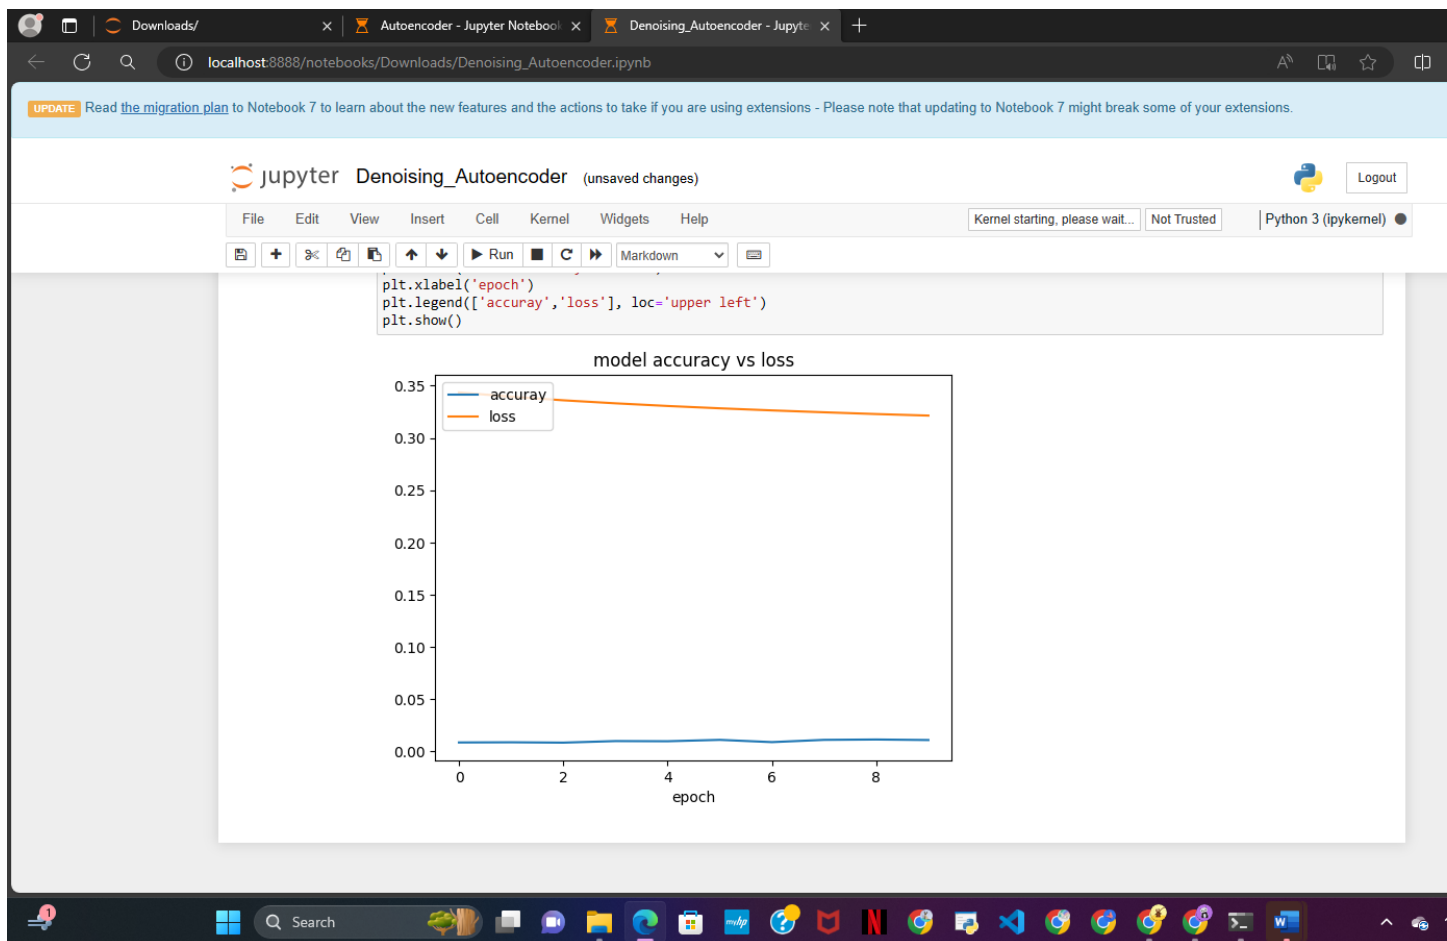 Downloads/
Autoencoder - Jupyter Notebook
Denoising_Autoencoder - Jupyte
localhost:8888/notebooks/Downloads/Denoising_Autoencoder.ipynb
UPDATE Read the migration plan to Notebook 7 to learn about the new features and the actions to take if you are using extensions - Please note that updating to Notebook 7 might break some of your extensions.
jupyter Denoising_Autoencoder (unsaved changes)
Logout
File Edit View Insert Cell Kernel Widgets Help
Kernel starting, please wait... Not Trusted Python 3 (ipykernel)
Run Markdown
plt.xlabel('epoch')
plt.legend(['accuray','loss'], loc='upper left')
plt.show()
model accuracy vs loss
accuray
loss
0.35
0.30
0.25
0.20
0.15
0.10
0.05
0.00
0 2 4 6 8
epoch
1
Search
myhp